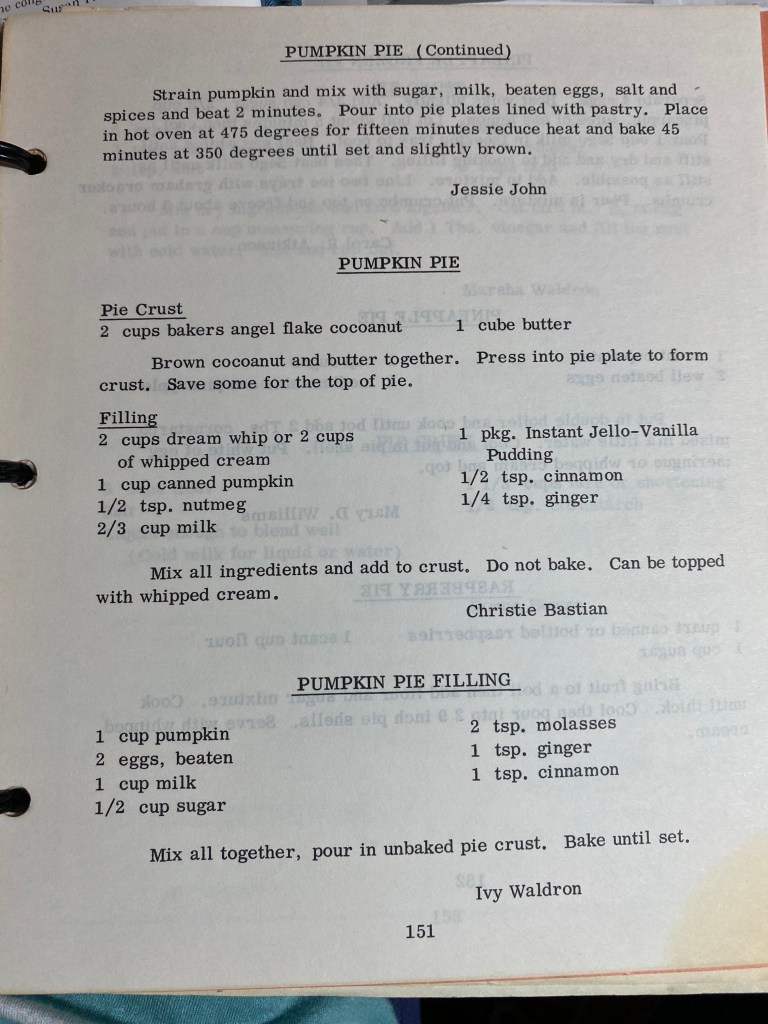 PUMPKIN PIE (Continued)
Strain pumpkin and mix with sugar, milk, beaten eggs, salt and
spices and beat 2 minutes. Pour into pie plates lined with pastry. Place
in hot oven at 475 degrees for fifteen minutes reduce heat and bake 45
minutes at 350 degrees until set and slightly brown.
Jessie John
PUMPKIN PIE
Pie Crust
2 cups bakers angel flake cocoanut 1 cube butter
Brown cocoanut and butter together. Press into pie plate to form
crust. Save some for the top of pie.
Filling
2 cups dream whip or 2 cups 1 pkg. Instant Jello-Vanilla
of whipped cream Pudding
1 cup canned pumpkin 1/2 tsp. cinnamon
1/2 tsp. nutmeg 1/4 tsp. ginger
2/3 cup milk
Mix all ingredients and add to crust. Do not bake. Can be topped
with whipped cream.
Christie Bastian
PUMPKIN PIE FILLING
1 cup pumpkin 2 tsp. molasses
2 eggs, beaten 1 tsp. ginger
1 cup milk 1 tsp. cinnamon
1/2 cup sugar
Mix all together, pour in unbaked pie crust. Bake until set.
Ivy Waldron
151